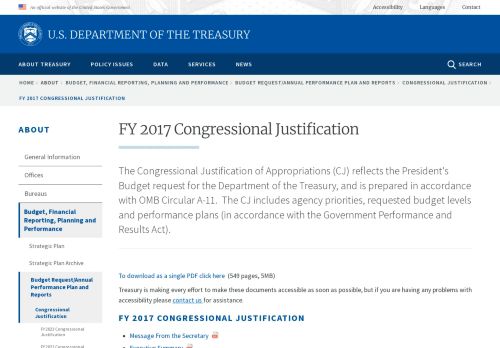 An official website of the United States Government
Accessibility Languages Contact
U.S. DEPARTMENT OF THE TREASURY
ABOUT TREASURY POLICY ISSUES DATA SERVICES NEWS SEARCH
HOME › ABOUT › BUDGET, FINANCIAL REPORTING, PLANNING AND PERFORMANCE › BUDGET REQUEST/ANNUAL PERFORMANCE PLAN AND REPORTS › CONGRESSIONAL JUSTIFICATION ›
FY 2017 CONGRESSIONAL JUSTIFICATION
ABOUT
General Information
Offices
Bureaus
Budget, Financial
Reporting, Planning and
Performance
Strategic Plan
Strategic Plan Archive
Budget Request/Annual
Performance Plan and
Reports
Congressional
Justification
FY 2023 Congressional
Justification
FY 2017 Congressional Justification
The Congressional Justification of Appropriations (CJ) reflects the President's
Budget request for the Department of the Treasury, and is prepared in accordance
with OMB Circular A-11.  The CJ includes agency priorities, requested budget levels
and performance plans (in accordance with the Government Performance and
Results Act).
To download as a single PDF click here  (549 pages, 5MB)
Treasury is making every effort to make these documents accessible as soon as possible, but if you are having any problems with
accessibility please contact us for assistance.
FY 2017 CONGRESSIONAL JUSTIFICATION
Message From the Secretary
Executive Summary